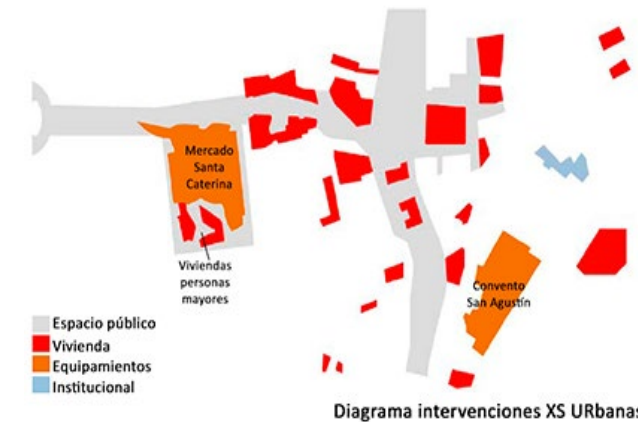 Mercado
Santa
Caterina
Viviendas
personas
mayores
Convento
San Agustín
Espacio público
Vivienda
Equipamientos
Institucional
Diagrama intervenciones XS URbanas